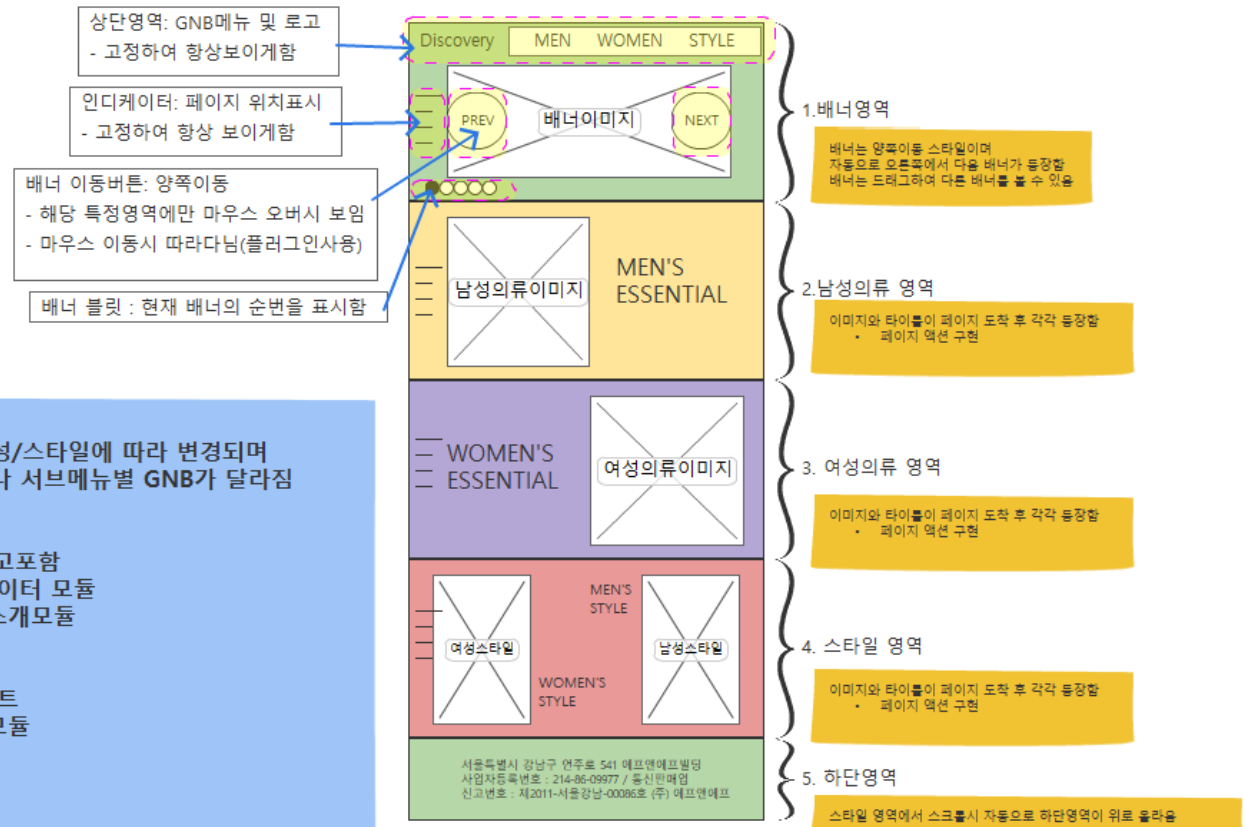 상단영역: GNB메뉴 및 로고
- 고정하여 항상보이게함
인디케이터: 페이지 위치표시
- 고정하여 항상 보이게함
배너 이동버튼: 양쪽이동
- 해당 특정영역에만 마우스 오버시 보임
- 마우스 이동시 따라다님(플러그인사용)
배너 블릿 : 현재 배너의 순번을 표시함
성/스타일에 따라 변경되며
서브메뉴별 GNB가 달라짐
고포함
이터 모듈
소개모듈
트
모듈
Discovery MEN WOMEN STYLE
PREV 배너이미지 NEXT
남성의류이미지
MEN'S
ESSENTIAL
WOMEN'S
ESSENTIAL
여성의류이미지
여성스타일
WOMEN'S
STYLE
MEN'S
STYLE
남성스타일
서울특별시 강남구 언주로 541 에프앤에프빌딩
사업자등록번호 : 214-86-09977 / 통신판매업
신고번호 : 제2011-서울강남-00086호 (주) 에프앤에프
1.배너영역
배너는 양쪽이동 스타일이며
자동으로 오른쪽에서 다음 배너가 등장함
배너는 드래그하여 다른 배너를 볼 수 있음
2.남성의류 영역
이미지와 타이틀이 페이지 도착 후 각각 등장함
• 페이지 액션 구현
3. 여성의류 영역
이미지와 타이틀이 페이지 도착 후 각각 등장함
• 페이지 액션 구현
4. 스타일 영역
이미지와 타이틀이 페이지 도착 후 각각 등장함
• 페이지 액션 구현
5. 하단영역
스타일 영역에서 스크롤시 자동으로 하단영역이 위로 올라옴